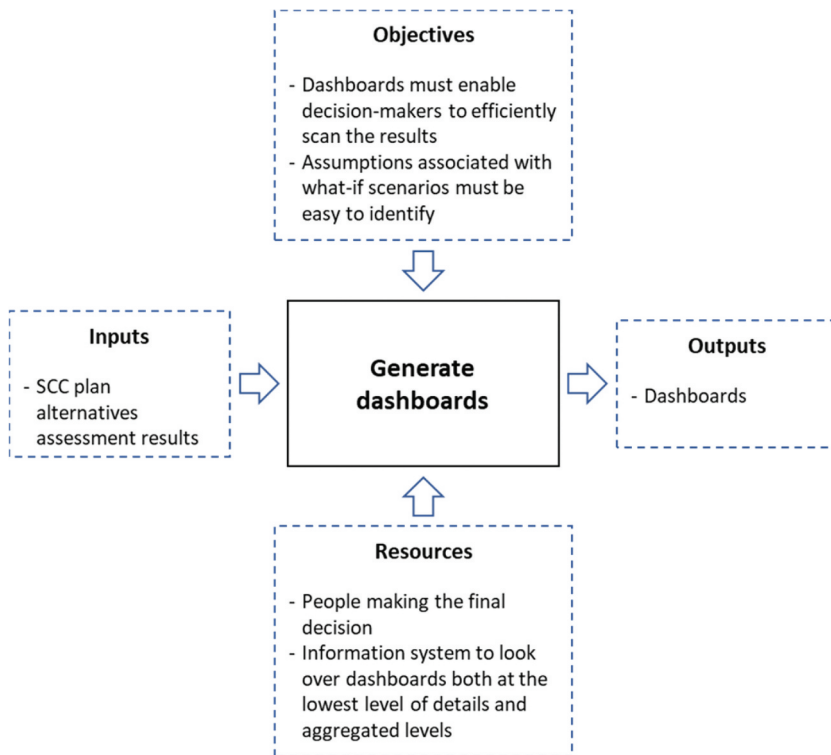 Objectives
- Dashboards must enable
decision-makers to efficiently
scan the results
- Assumptions associated with
what-if scenarios must be
easy to identify
Inputs
- SCC plan
alternatives
assessment results
Generate
dashboards
Outputs
- Dashboards
Resources
- People making the final
decision
- Information system to look
over dashboards both at the
lowest level of details and
aggregated levels